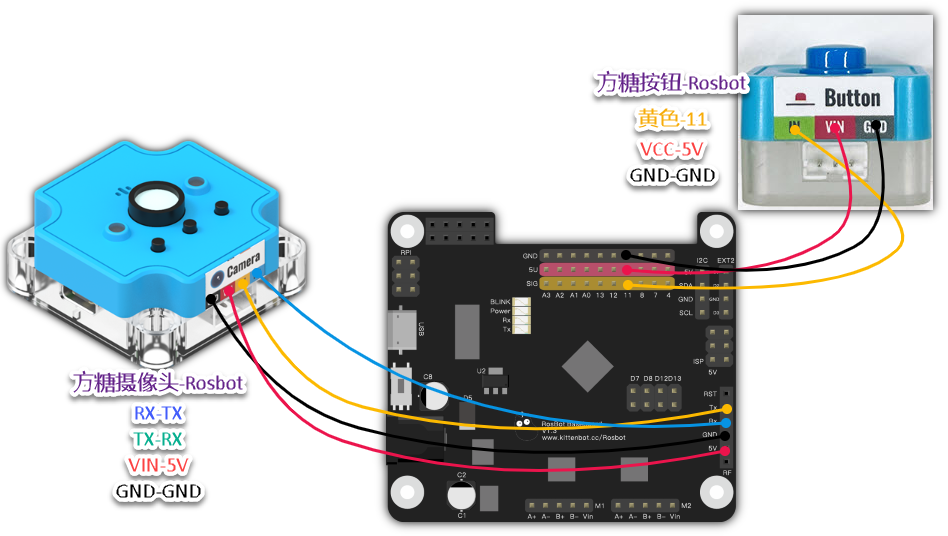 方糖按钮-Rosbot
黄色-11
VCC-5V
GND-GND
Button
IN
VIN
GND
Camera
方糖摄像头-Rosbot
RX-TX
TX-RX
VIN-5V
GND-GND
RPI
GND
5U
SIG
A3 A2 A1 A0 13 12 11 8 7 4
I2C
EXT2
5V
SDA
GND
SCL
GND
BLINK
Power
Rx
Tx
USB
ISP
5V
U2
C8
D5
D7 D8 D12 D13
RST
Tx
Rx
GND
5V
RF
V1.3
www.kittenbot.cc/Rosbot
C2
C1
A+ A- B+ B- Vin
M1
A+ A- B+ B- Vin
M2